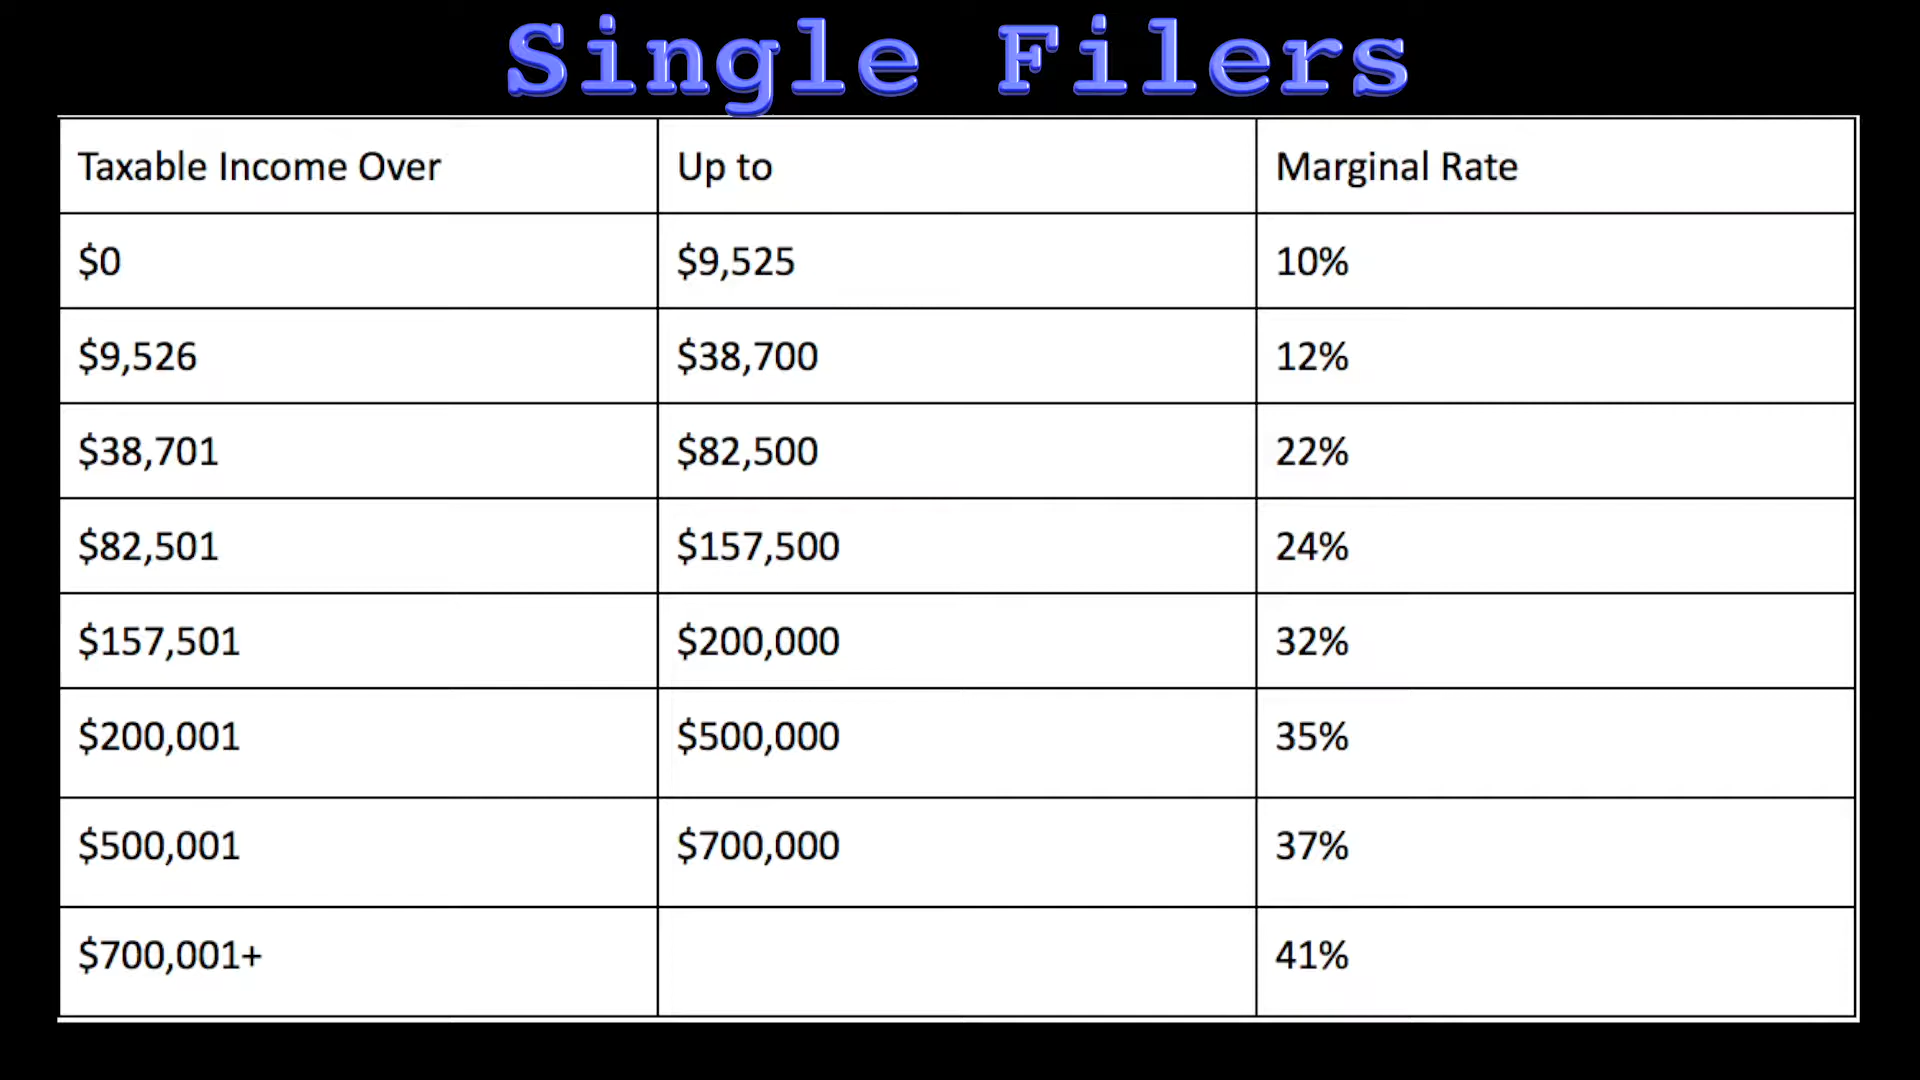 Single Filers
Taxable Income Over Up to Marginal Rate
$0 $9,525 10%
$9,526 $38,700 12%
$38,701 $82,500 22%
$82,501 $157,500 24%
$157,501 $200,000 32%
$200,001 $500,000 35%
$500,001 $700,000 37%
$700,001+ 41%